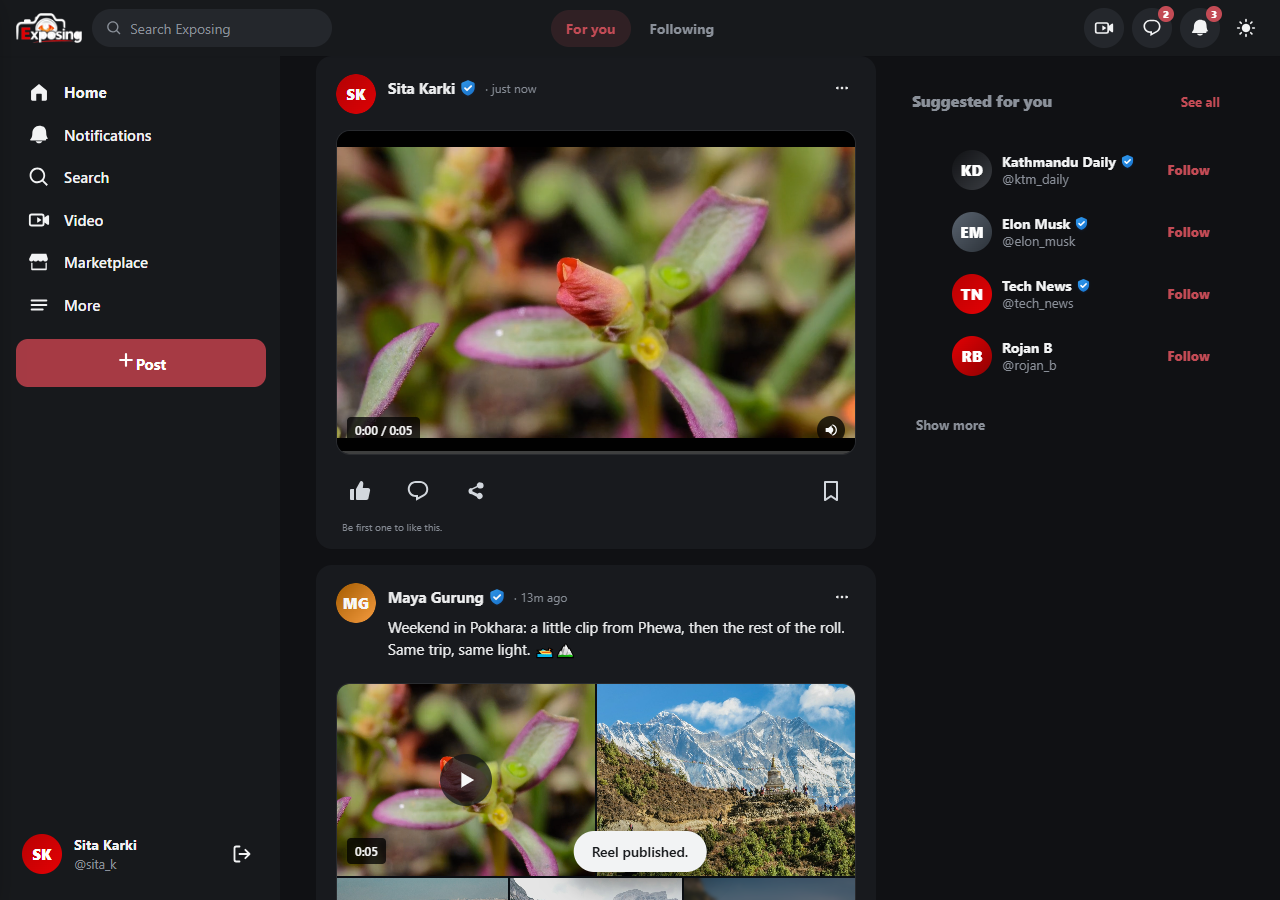 Exposing
Search Exposing
For you
Following
2
3
Home
Notifications
Search
Video
Marketplace
More
+ Post
SK
Sita Karki
@sita_k
SK
Sita Karki
· just now
0:00 / 0:05
Be first one to like this.
MG
Maya Gurung
· 13m ago
Weekend in Pokhara: a little clip from Phewa, then the rest of the roll.
Same trip, same light.
0:05
Reel published.
Suggested for you
See all
KD
Kathmandu Daily
@ktm_daily
Follow
EM
Elon Musk
@elon_musk
Follow
TN
Tech News
@tech_news
Follow
RB
Rojan B
@rojan_b
Follow
Show more